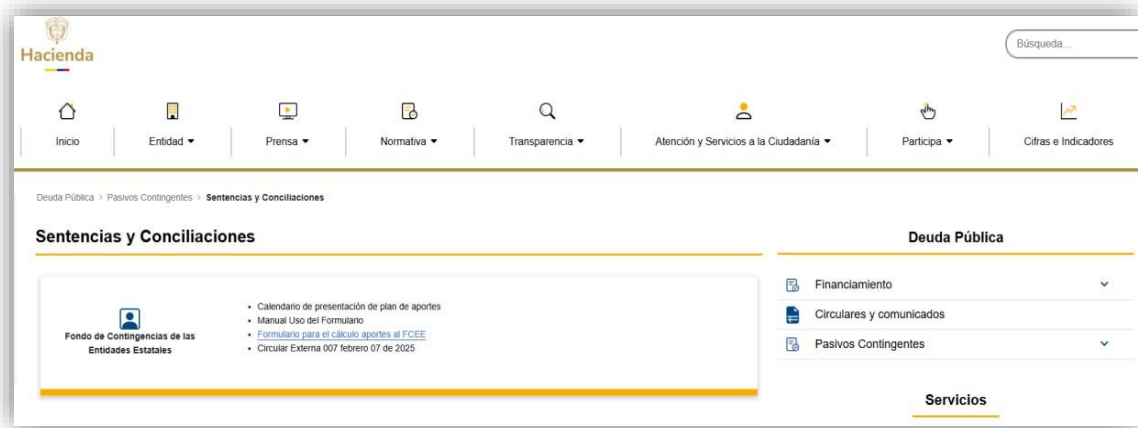 Hacienda
Búsqueda...
Inicio
Entidad
Prensa
Normativa
Transparencia
Atención y Servicios a la Ciudadanía
Participa
Cifras e Indicadores
Deuda Pública > Pasivos Contingentes > Sentencias y Conciliaciones
Sentencias y Conciliaciones
Fondo de Contingencias de las
Entidades Estatales
• Calendario de presentación de plan de aportes
• Manual Uso del Formulario
• Formulario para el cálculo aportes al FCEE
• Circular Externa 007 febrero 07 de 2025
Deuda Pública
Financiamiento
Circulares y comunicados
Pasivos Contingentes
Servicios